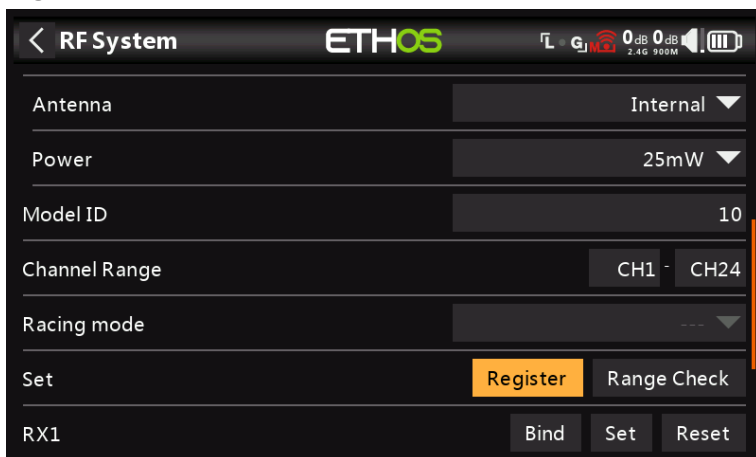 RF System ETHOS L G M 0dB 2.4G 0dB 900M
Antenna Internal
Power 25mW
Model ID 10
Channel Range CH1 - CH24
Racing mode ---
Set Register Range Check
RX1 Bind Set Reset